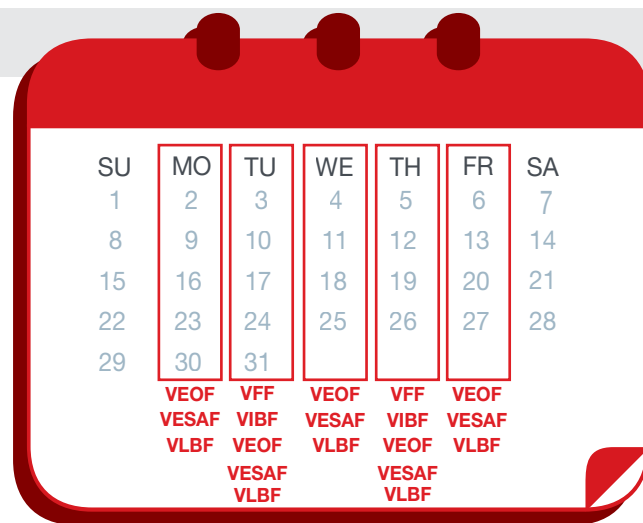 SU MO TU WE TH FR SA
1 2 3 4 5 6 7
8 9 10 11 12 13 14
15 16 17 18 19 20 21
22 23 24 25 26 27 28
29 30 31
VEOF VFF VEOF VFF VEOF
VESAF VIBF VESAF VIBF VESAF
VLBF VEOF VLBF VEOF VLBF
VESAF VESAF
VLBF VLBF